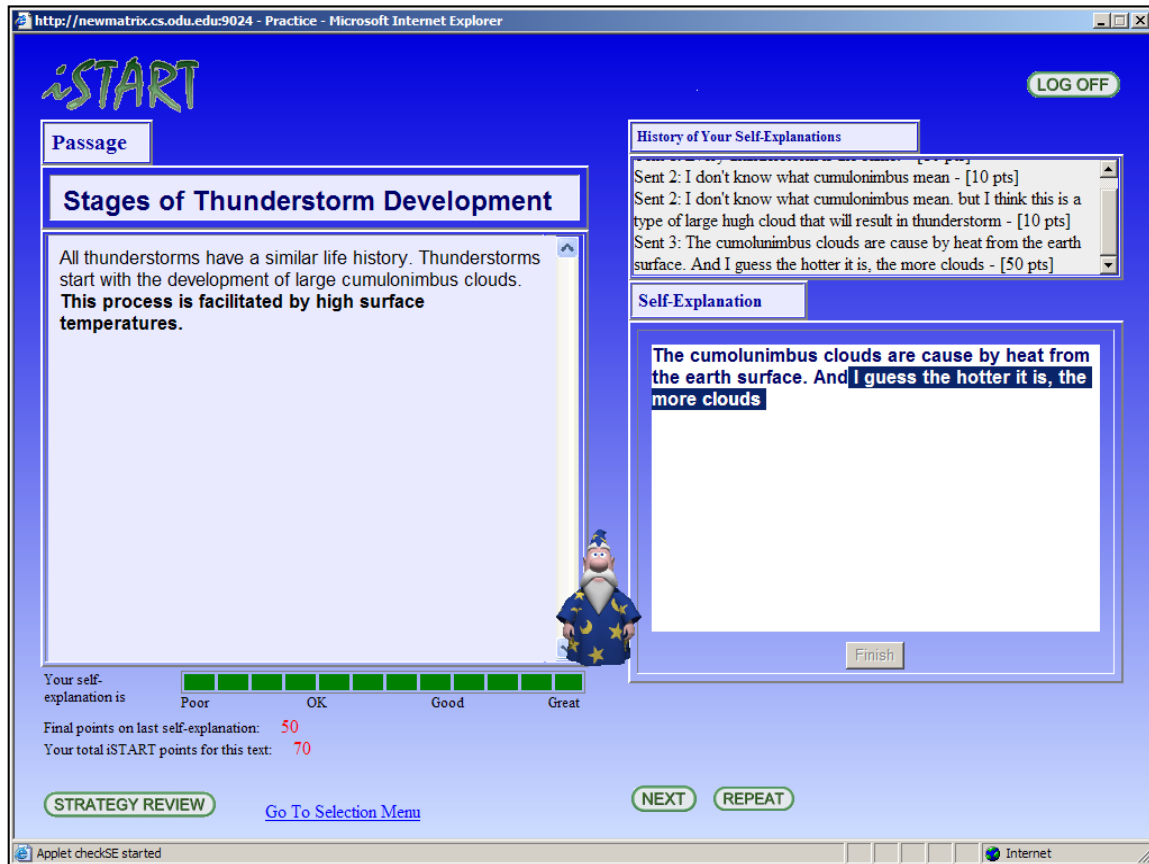 http://newmatrix.cs.odu.edu:9024 - Practice - Microsoft Internet Explorer
iSTART
LOG OFF
Passage
Stages of Thunderstorm Development
All thunderstorms have a similar life history. Thunderstorms
start with the development of large cumulonimbus clouds.
This process is facilitated by high surface
temperatures.
History of Your Self-Explanations
Sent 2: I don't know what cumulonimbus mean - [10 pts]
Sent 2: I don't know what cumulonimbus mean. but I think this is a
type of large hugh cloud that will result in thunderstorm - [10 pts]
Sent 3: The cumolunimbus clouds are cause by heat from the earth
surface. And I guess the hotter it is, the more clouds - [50 pts]
Self-Explanation
The cumolunimbus clouds are cause by heat from
the earth surface. And I guess the hotter it is, the
more clouds
Finish
Your self-
explanation is
Poor OK Good Great
Final points on last self-explanation: 50
Your total iSTART points for this text: 70
STRATEGY REVIEW
Go To Selection Menu
NEXT
REPEAT
Applet checkSE started
Internet